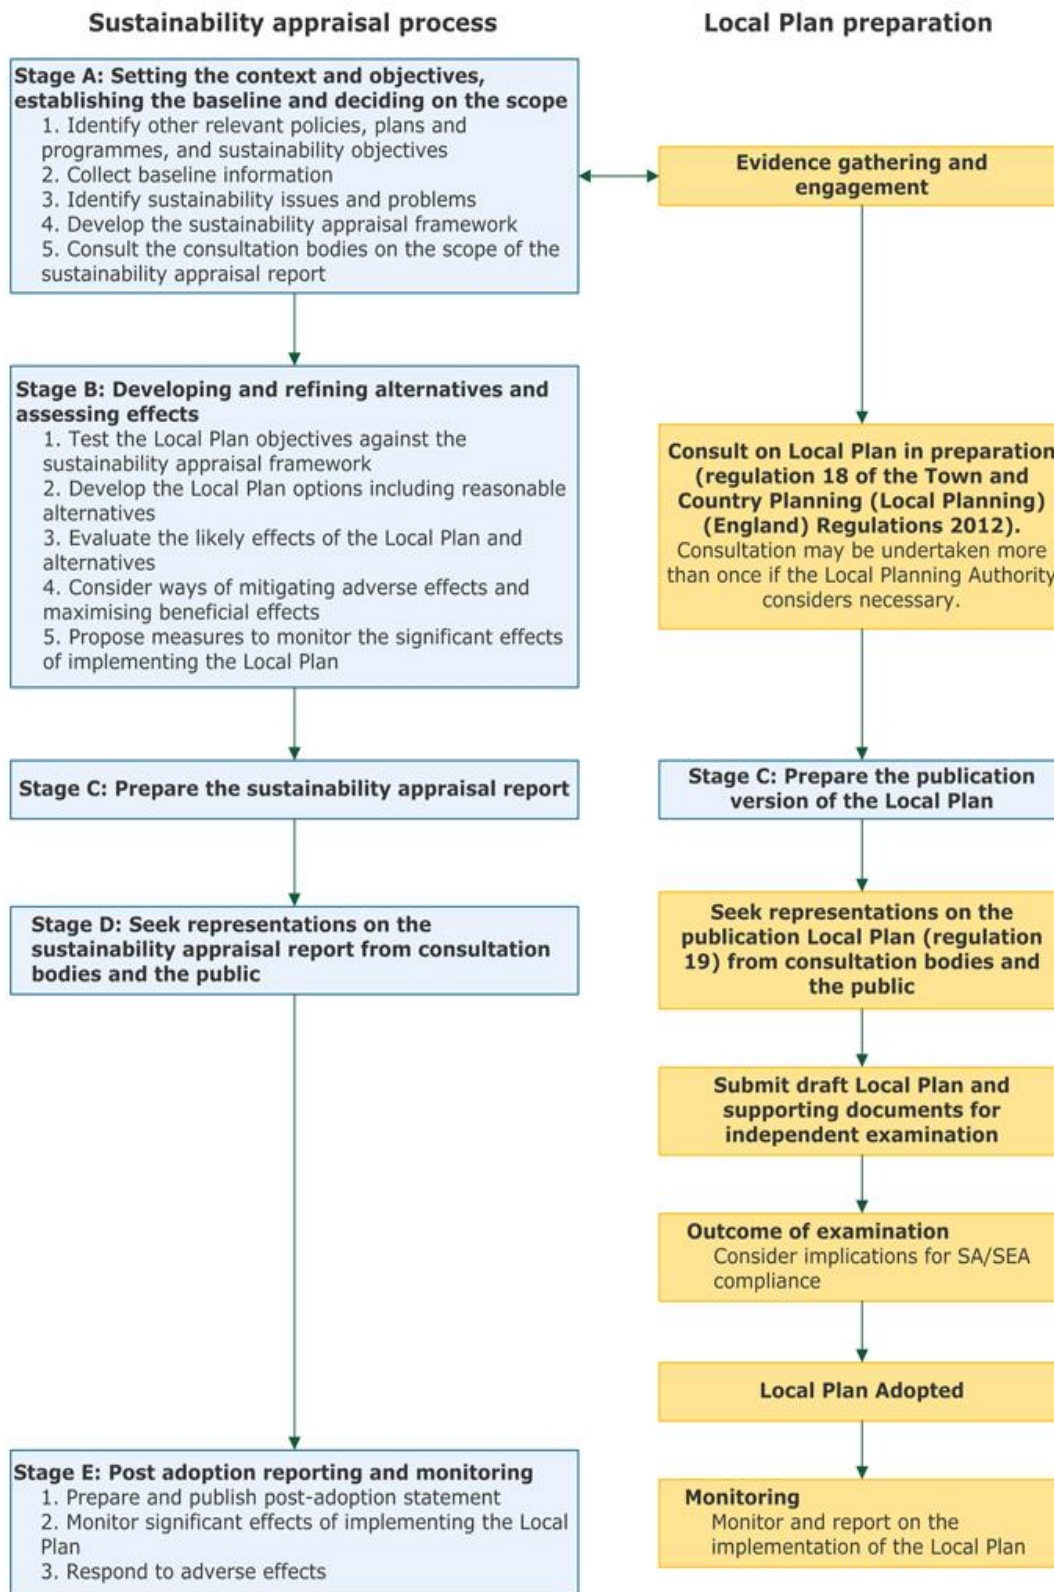 Sustainability appraisal process
Local Plan preparation
Stage A: Setting the context and objectives,
establishing the baseline and deciding on the scope
1. Identify other relevant policies, plans and
programmes, and sustainability objectives
2. Collect baseline information
3. Identify sustainability issues and problems
4. Develop the sustainability appraisal framework
5. Consult the consultation bodies on the scope of the
sustainability appraisal report
Evidence gathering and
engagement
Stage B: Developing and refining alternatives and
assessing effects
1. Test the Local Plan objectives against the
sustainability appraisal framework
2. Develop the Local Plan options including reasonable
alternatives
3. Evaluate the likely effects of the Local Plan and
alternatives
4. Consider ways of mitigating adverse effects and
maximising beneficial effects
5. Propose measures to monitor the significant effects
of implementing the Local Plan
Consult on Local Plan in preparation
(regulation 18 of the Town and
Country Planning (Local Planning)
(England) Regulations 2012).
Consultation may be undertaken more
than once if the Local Planning Authority
considers necessary.
Stage C: Prepare the sustainability appraisal report
Stage C: Prepare the publication
version of the Local Plan
Stage D: Seek representations on the
sustainability appraisal report from consultation
bodies and the public
Seek representations on the
publication Local Plan (regulation
19) from consultation bodies and
the public
Submit draft Local Plan and
supporting documents for
independent examination
Outcome of examination
Consider implications for SA/SEA
compliance
Local Plan Adopted
Stage E: Post adoption reporting and monitoring
1. Prepare and publish post-adoption statement
2. Monitor significant effects of implementing the Local
Plan
3. Respond to adverse effects
Monitoring
Monitor and report on the
implementation of the Local Plan